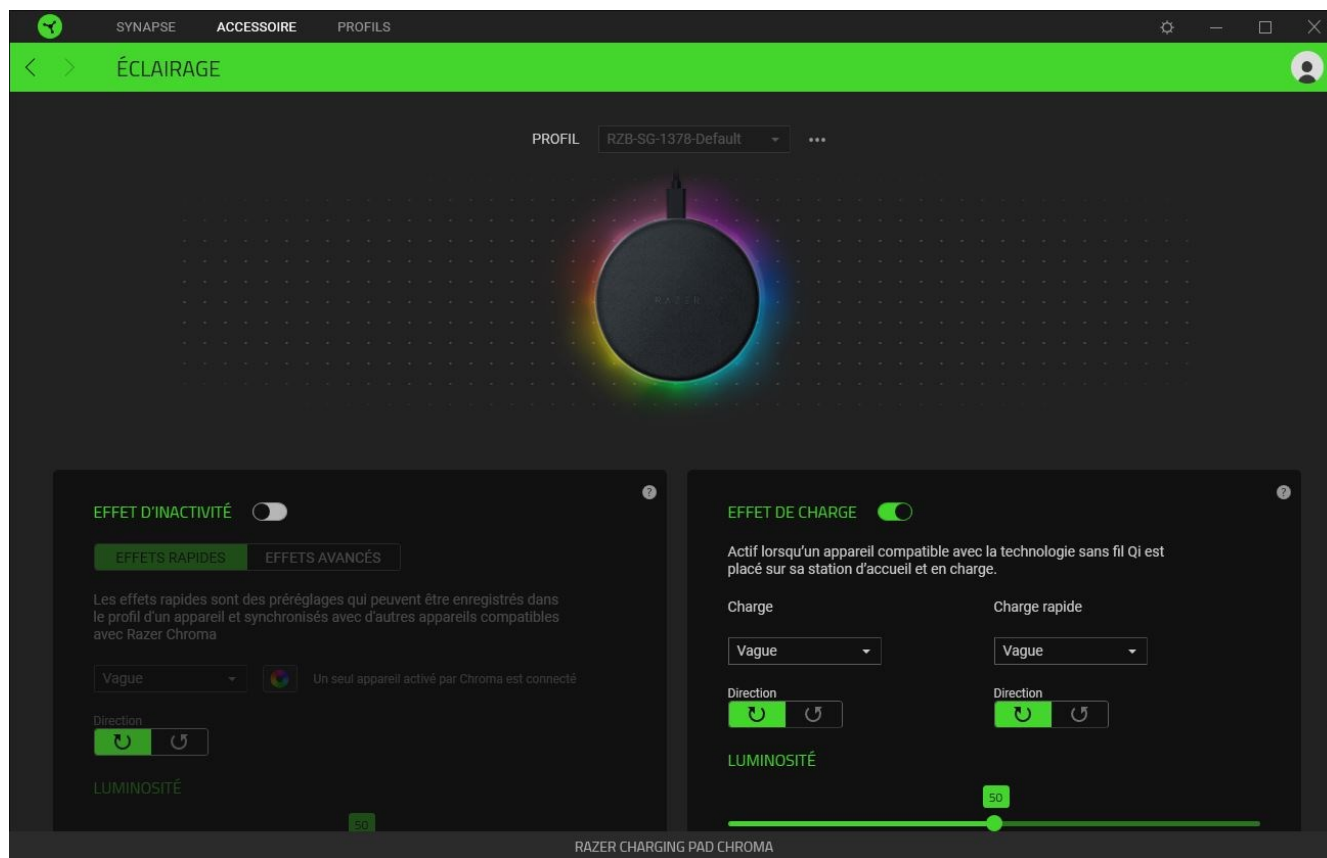 SYNAPSE ACCESSOIRE PROFILS
ÉCLAIRAGE
PROFIL RZB-SG-1378-Default
RAZER
EFFET D'INACTIVITÉ
EFFETS RAPIDES EFFETS AVANCÉS
Les effets rapides sont des préréglages qui peuvent être enregistrés dans
le profil d'un appareil et synchronisés avec d'autres appareils compatibles
avec Razer Chroma
Vague Un seul appareil activé par Chroma est connecté
Direction
LUMINOSITÉ
50
EFFET DE CHARGE
Actif lorsqu'un appareil compatible avec la technologie sans fil Qi est
placé sur sa station d'accueil et en charge.
Charge Charge rapide
Vague Vague
Direction Direction
LUMINOSITÉ
50
RAZER CHARGING PAD CHROMA